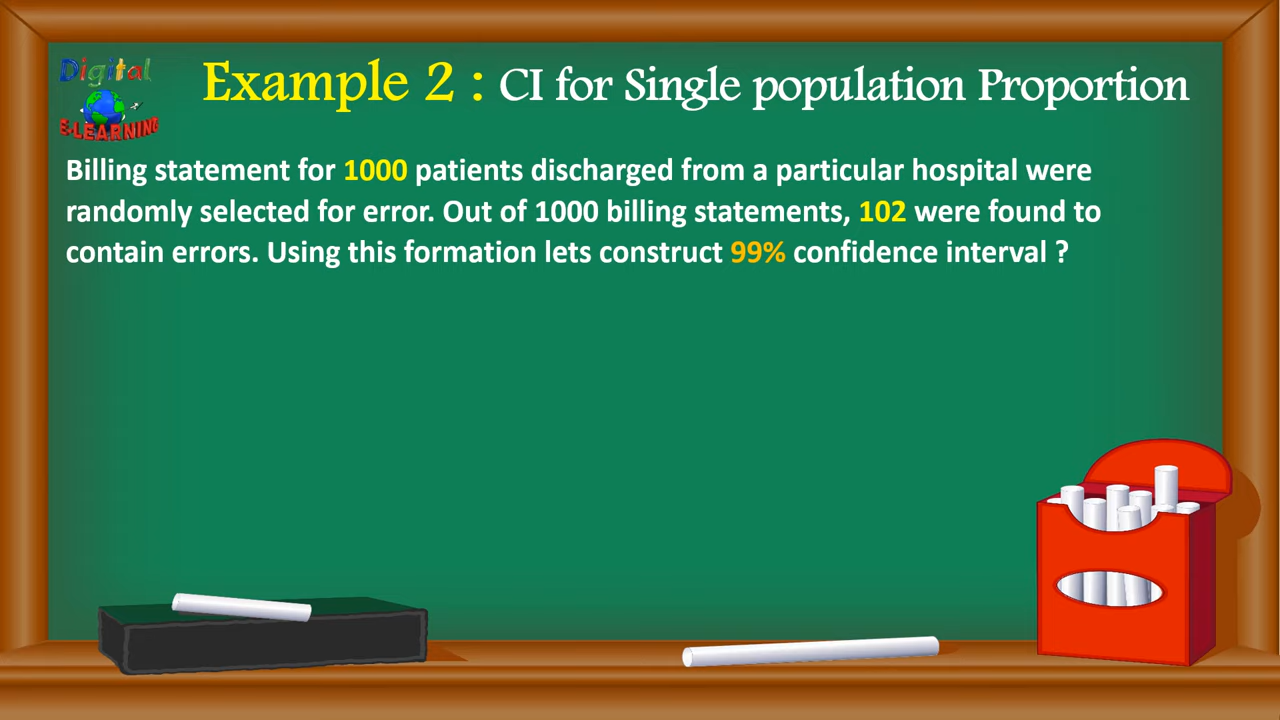 Digital
E-LEARNING
Example 2 : CI for Single population Proportion
Billing statement for 1000 patients discharged from a particular hospital were
randomly selected for error. Out of 1000 billing statements, 102 were found to
contain errors. Using this formation lets construct 99% confidence interval ?